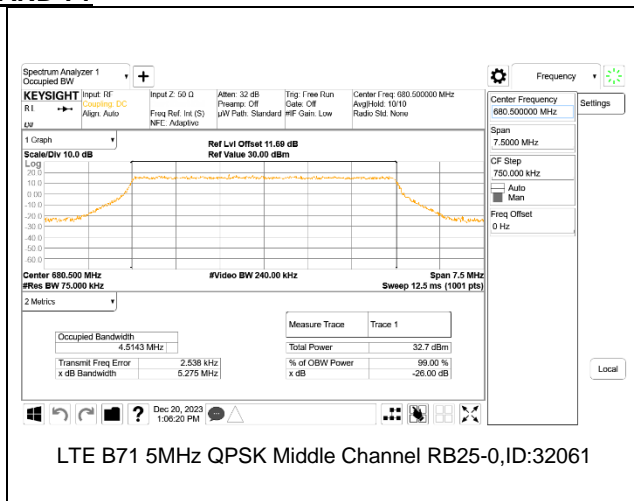 Spectrum Analyzer 1
Occupied BW
Frequency
KEYSIGHT
Input: RF
Coupling: DC
Align: Auto
Input Z: 50 Ω
Freq Ref: Int (S)
NFE: Adaptive
Atten: 32 dB
Preamp: Off
µW Path: Standard
Trig: Free Run
Gate: Off
#IF Gain: Low
Center Freq: 680.500000 MHz
Avg|Hold: 10/10
Radio Std: None
Center Frequency
680.500000 MHz
Settings
Span
7.5000 MHz
CF Step
750.000 kHz
Auto
Man
Freq Offset
0 Hz
1 Graph
Scale/Div 10.0 dB
Ref Lvl Offset 11.69 dB
Ref Value 30.00 dBm
Log
20.0
10.0
0.00
-10.0
-20.0
-30.0
-40.0
-50.0
-60.0
Center 680.500 MHz
#Video BW 240.00 kHz
Span 7.5 MHz
#Res BW 75.000 kHz
Sweep 12.5 ms (1001 pts)
2 Metrics
Measure Trace
Trace 1
Occupied Bandwidth
4.5143 MHz
Total Power
32.7 dBm
Transmit Freq Error
2.538 kHz
% of OBW Power
99.00 %
x dB Bandwidth
5.275 MHz
x dB
-26.00 dB
Local
Dec 20, 2023
1:06:20 PM
LTE B71 5MHz QPSK Middle Channel RB25-0,ID:32061